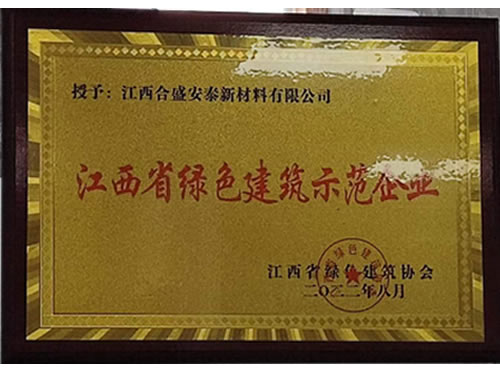 授予：江西合盛安泰新材料有限公司
江西省绿色建筑示范企业
江西省绿色建筑协会
二〇二二年八月